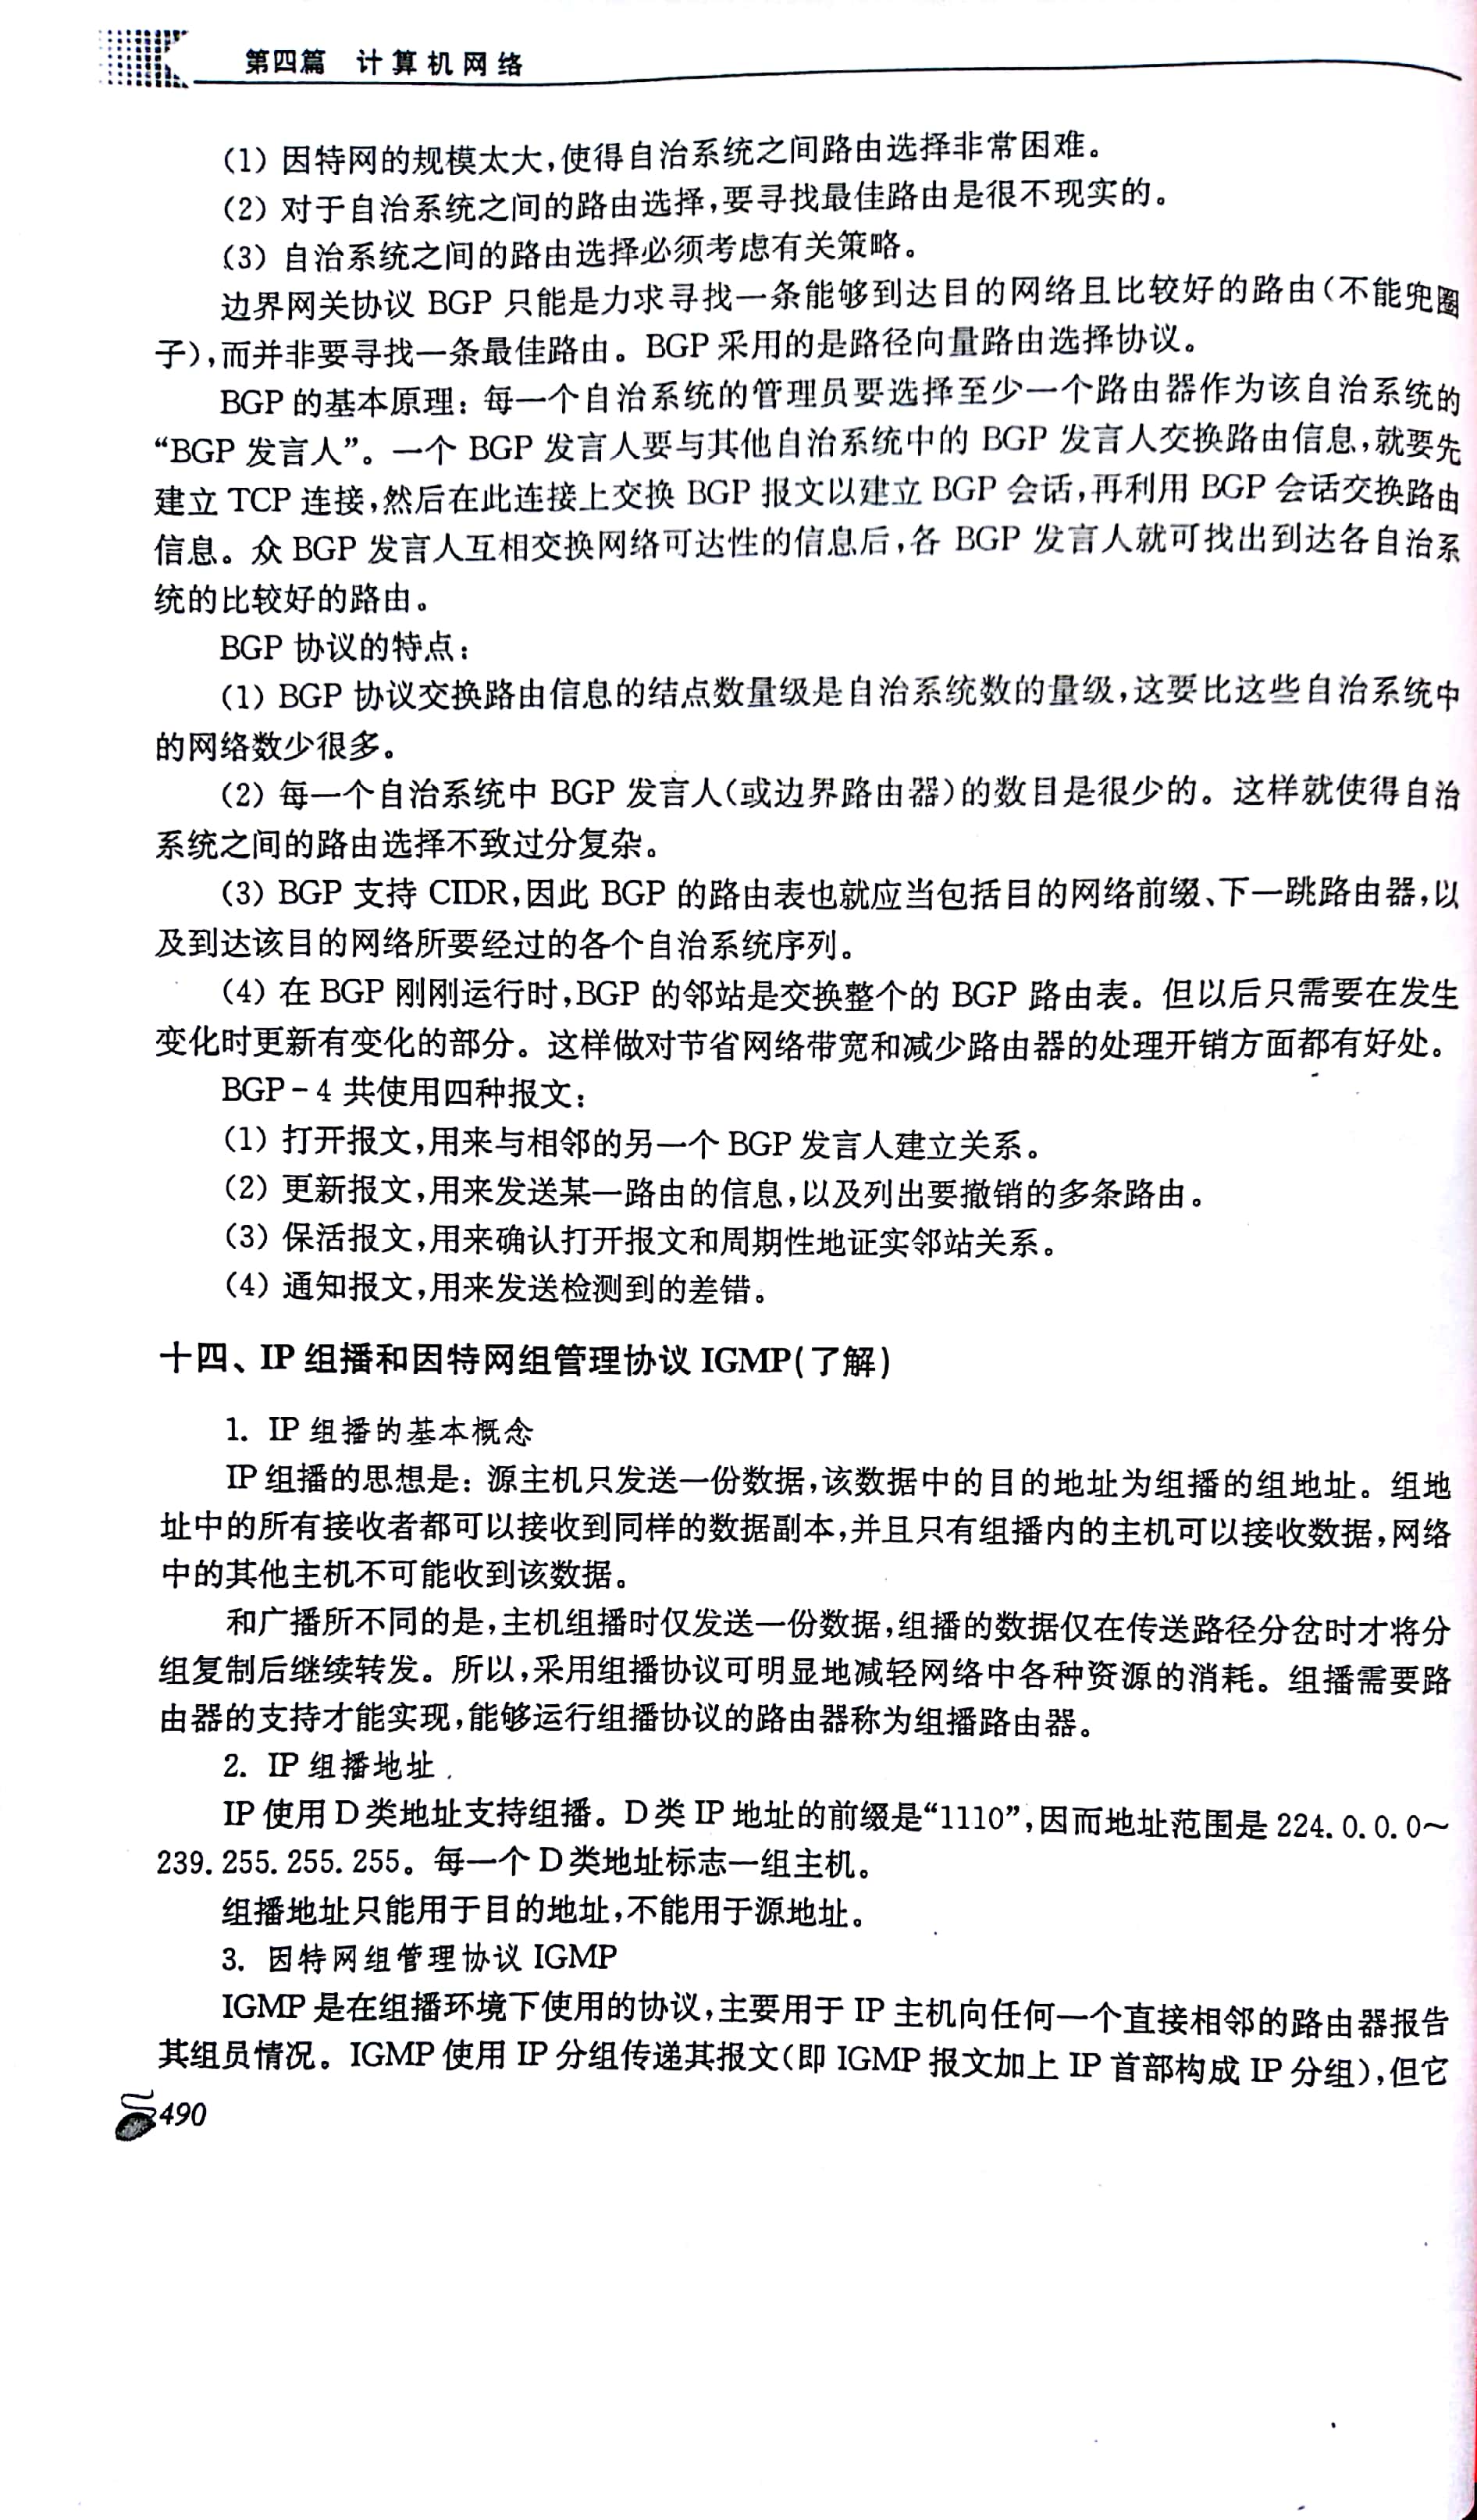 第四篇 计算机网络
(1) 因特网的规模太大,使得自治系统之间路由选择非常困难。
(2) 对于自治系统之间的路由选择,要寻找最佳路由是很不现实的。
(3) 自治系统之间的路由选择必须考虑有关策略。
边界网关协议 BGP 只能是力求寻找一条能够到达目的网络且比较好的路由(不能兜圈
子),而并非要寻找一条最佳路由。BGP 采用的是路径向量路由选择协议。
BGP 的基本原理: 每一个自治系统的管理员要选择至少一个路由器作为该自治系统的
“BGP 发言人”。一个 BGP 发言人要与其他自治系统中的 BGP 发言人交换路由信息,就要先
建立 TCP 连接,然后在此连接上交换 BGP 报文以建立 BGP 会话,再利用 BGP 会话交换路由
信息。众 BGP 发言人互相交换网络可达性的信息后,各 BGP 发言人就可找出到达各自治系
统的比较好的路由。
BGP 协议的特点:
(1) BGP 协议交换路由信息的结点数量级是自治系统数的量级,这要比这些自治系统中
的网络数少很多。
(2) 每一个自治系统中 BGP 发言人(或边界路由器)的数目是很少的。这样就使得自治
系统之间的路由选择不致过分复杂。
(3) BGP 支持 CIDR,因此 BGP 的路由表也就应当包括目的网络前缀、下一跳路由器,以
及到达该目的网络所要经过的各个自治系统序列。
(4) 在 BGP 刚刚运行时,BGP 的邻站是交换整个的 BGP 路由表。但以后只需要在发生
变化时更新有变化的部分。这样做对节省网络带宽和减少路由器的处理开销方面都有好处。
BGP-4 共使用四种报文:
(1) 打开报文,用来与相邻的另一个 BGP 发言人建立关系。
(2) 更新报文,用来发送某一路由的信息,以及列出要撤销的多条路由。
(3) 保活报文,用来确认打开报文和周期性地证实邻站关系。
(4) 通知报文,用来发送检测到的差错。
十四、IP 组播和因特网组管理协议 IGMP(了解)
1. IP 组播的基本概念
IP 组播的思想是: 源主机只发送一份数据,该数据中的目的地址为组播的组地址。组地
址中的所有接收者都可以接收到同样的数据副本,并且只有组播内的主机可以接收数据,网络
中的其他主机不可能收到该数据。
和广播所不同的是,主机组播时仅发送一份数据,组播的数据仅在传送路径分岔时才将分
组复制后继续转发。所以,采用组播协议可明显地减轻网络中各种资源的消耗。组播需要路
由器的支持才能实现,能够运行组播协议的路由器称为组播路由器。
2. IP 组播地址
IP 使用 D 类地址支持组播。D 类 IP 地址的前缀是“1110”,因而地址范围是 224.0.0.0~
239.255.255.255。每一个 D 类地址标志一组主机。
组播地址只能用于目的地址,不能用于源地址。
3. 因特网组管理协议 IGMP
IGMP 是在组播环境下使用的协议,主要用于 IP 主机向任何一个直接相邻的路由器报告
其组员情况。IGMP 使用 IP 分组传递其报文(即 IGMP 报文加上 IP 首部构成 IP 分组),但它
490